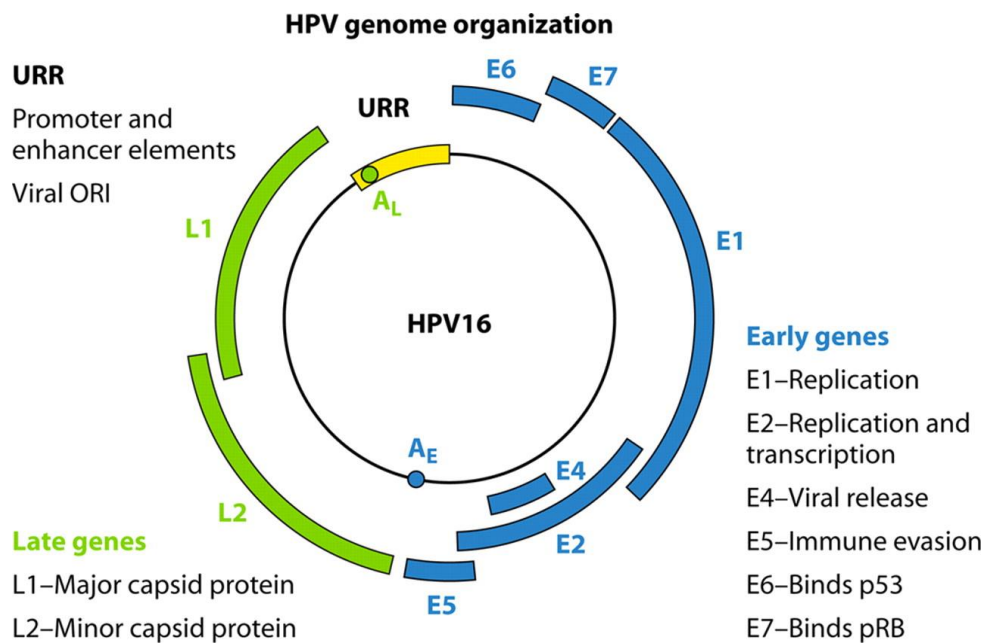 HPV genome organization
URR
Promoter and
enhancer elements
Viral ORI
URR
E6
E7
A_L
L1
E1
HPV16
A_E
E4
L2
E2
E5
Late genes
L1–Major capsid protein
L2–Minor capsid protein
Early genes
E1–Replication
E2–Replication and
transcription
E4–Viral release
E5–Immune evasion
E6–Binds p53
E7–Binds pRB